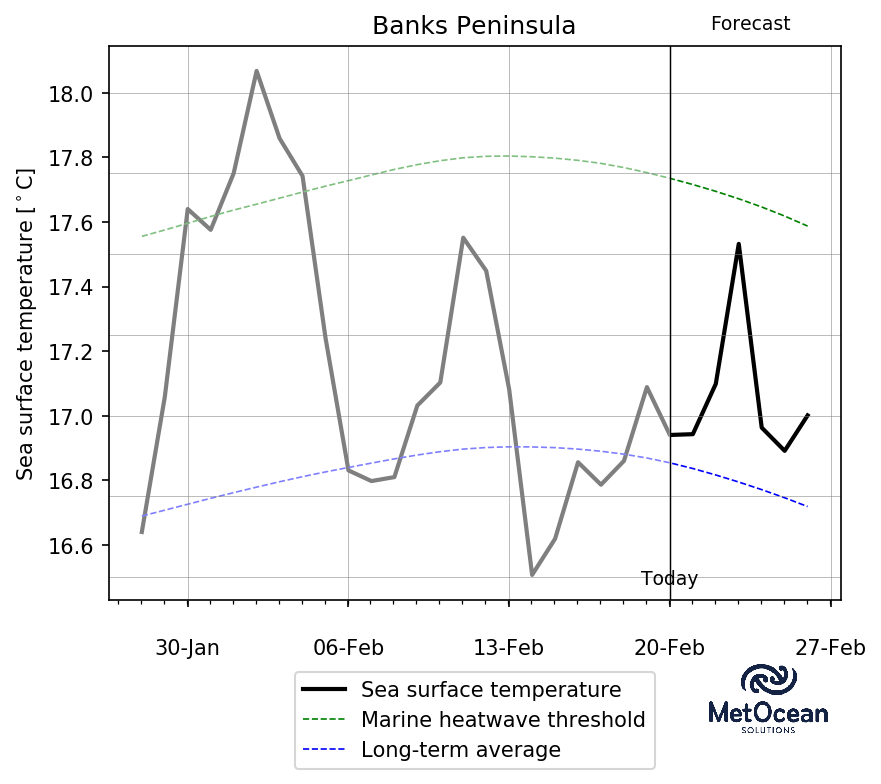 Banks Peninsula
Forecast
Sea surface temperature [°C]
18.0
17.8
17.6
17.4
17.2
17.0
16.8
16.6
Today
30-Jan 06-Feb 13-Feb 20-Feb 27-Feb
Sea surface temperature
Marine heatwave threshold
Long-term average
MetOcean
SOLUTIONS